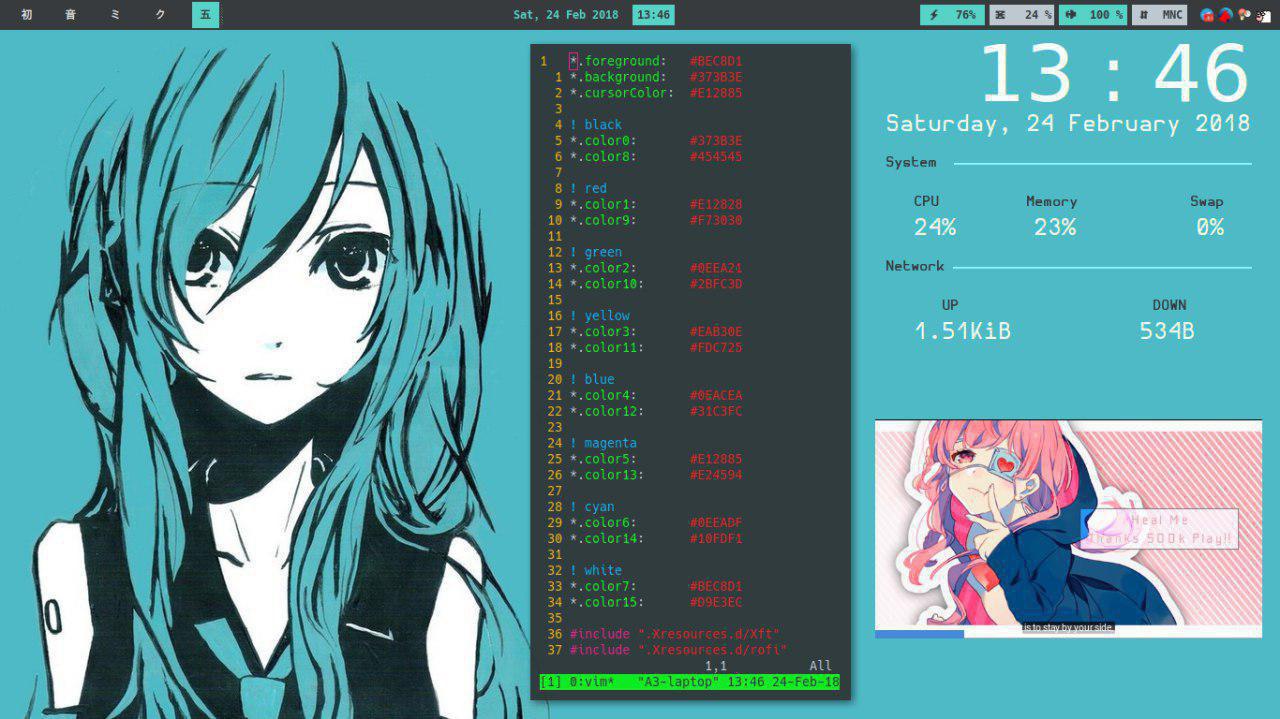 初 音 ミ ク 五 Sat, 24 Feb 2018 13:46 76% 24 % 100 % MNC
1 *.foreground: #BEC8D1
1 *.background: #373B3E
2 *.cursorColor: #E12885
3
4 ! black
5 *.color0: #373B3E
6 *.color8: #454545
7
8 ! red
9 *.color1: #E12828
10 *.color9: #F73030
11
12 ! green
13 *.color2: #0EEA21
14 *.color10: #2BFC3D
15
16 ! yellow
17 *.color3: #EAB30E
18 *.color11: #FDC725
19
20 ! blue
21 *.color4: #0EACEA
22 *.color12: #31C3FC
23
24 ! magenta
25 *.color5: #E12885
26 *.color13: #E24594
27
28 ! cyan
29 *.color6: #0EEADF
30 *.color14: #10FDF1
31
32 ! white
33 *.color7: #BEC8D1
34 *.color15: #D9E3EC
35
36 #include ".Xresources.d/Xft"
37 #include ".Xresources.d/rofi"
1,1 All
[1] 0:vim* "A3-laptop" 13:46 24-Feb-18
13 : 46
Saturday, 24 February 2018
System
CPU Memory Swap
24% 23% 0%
Network
UP DOWN
1.51KiB 534B
Heal Me
Thanks 500k Play!!
is to stay by your side.